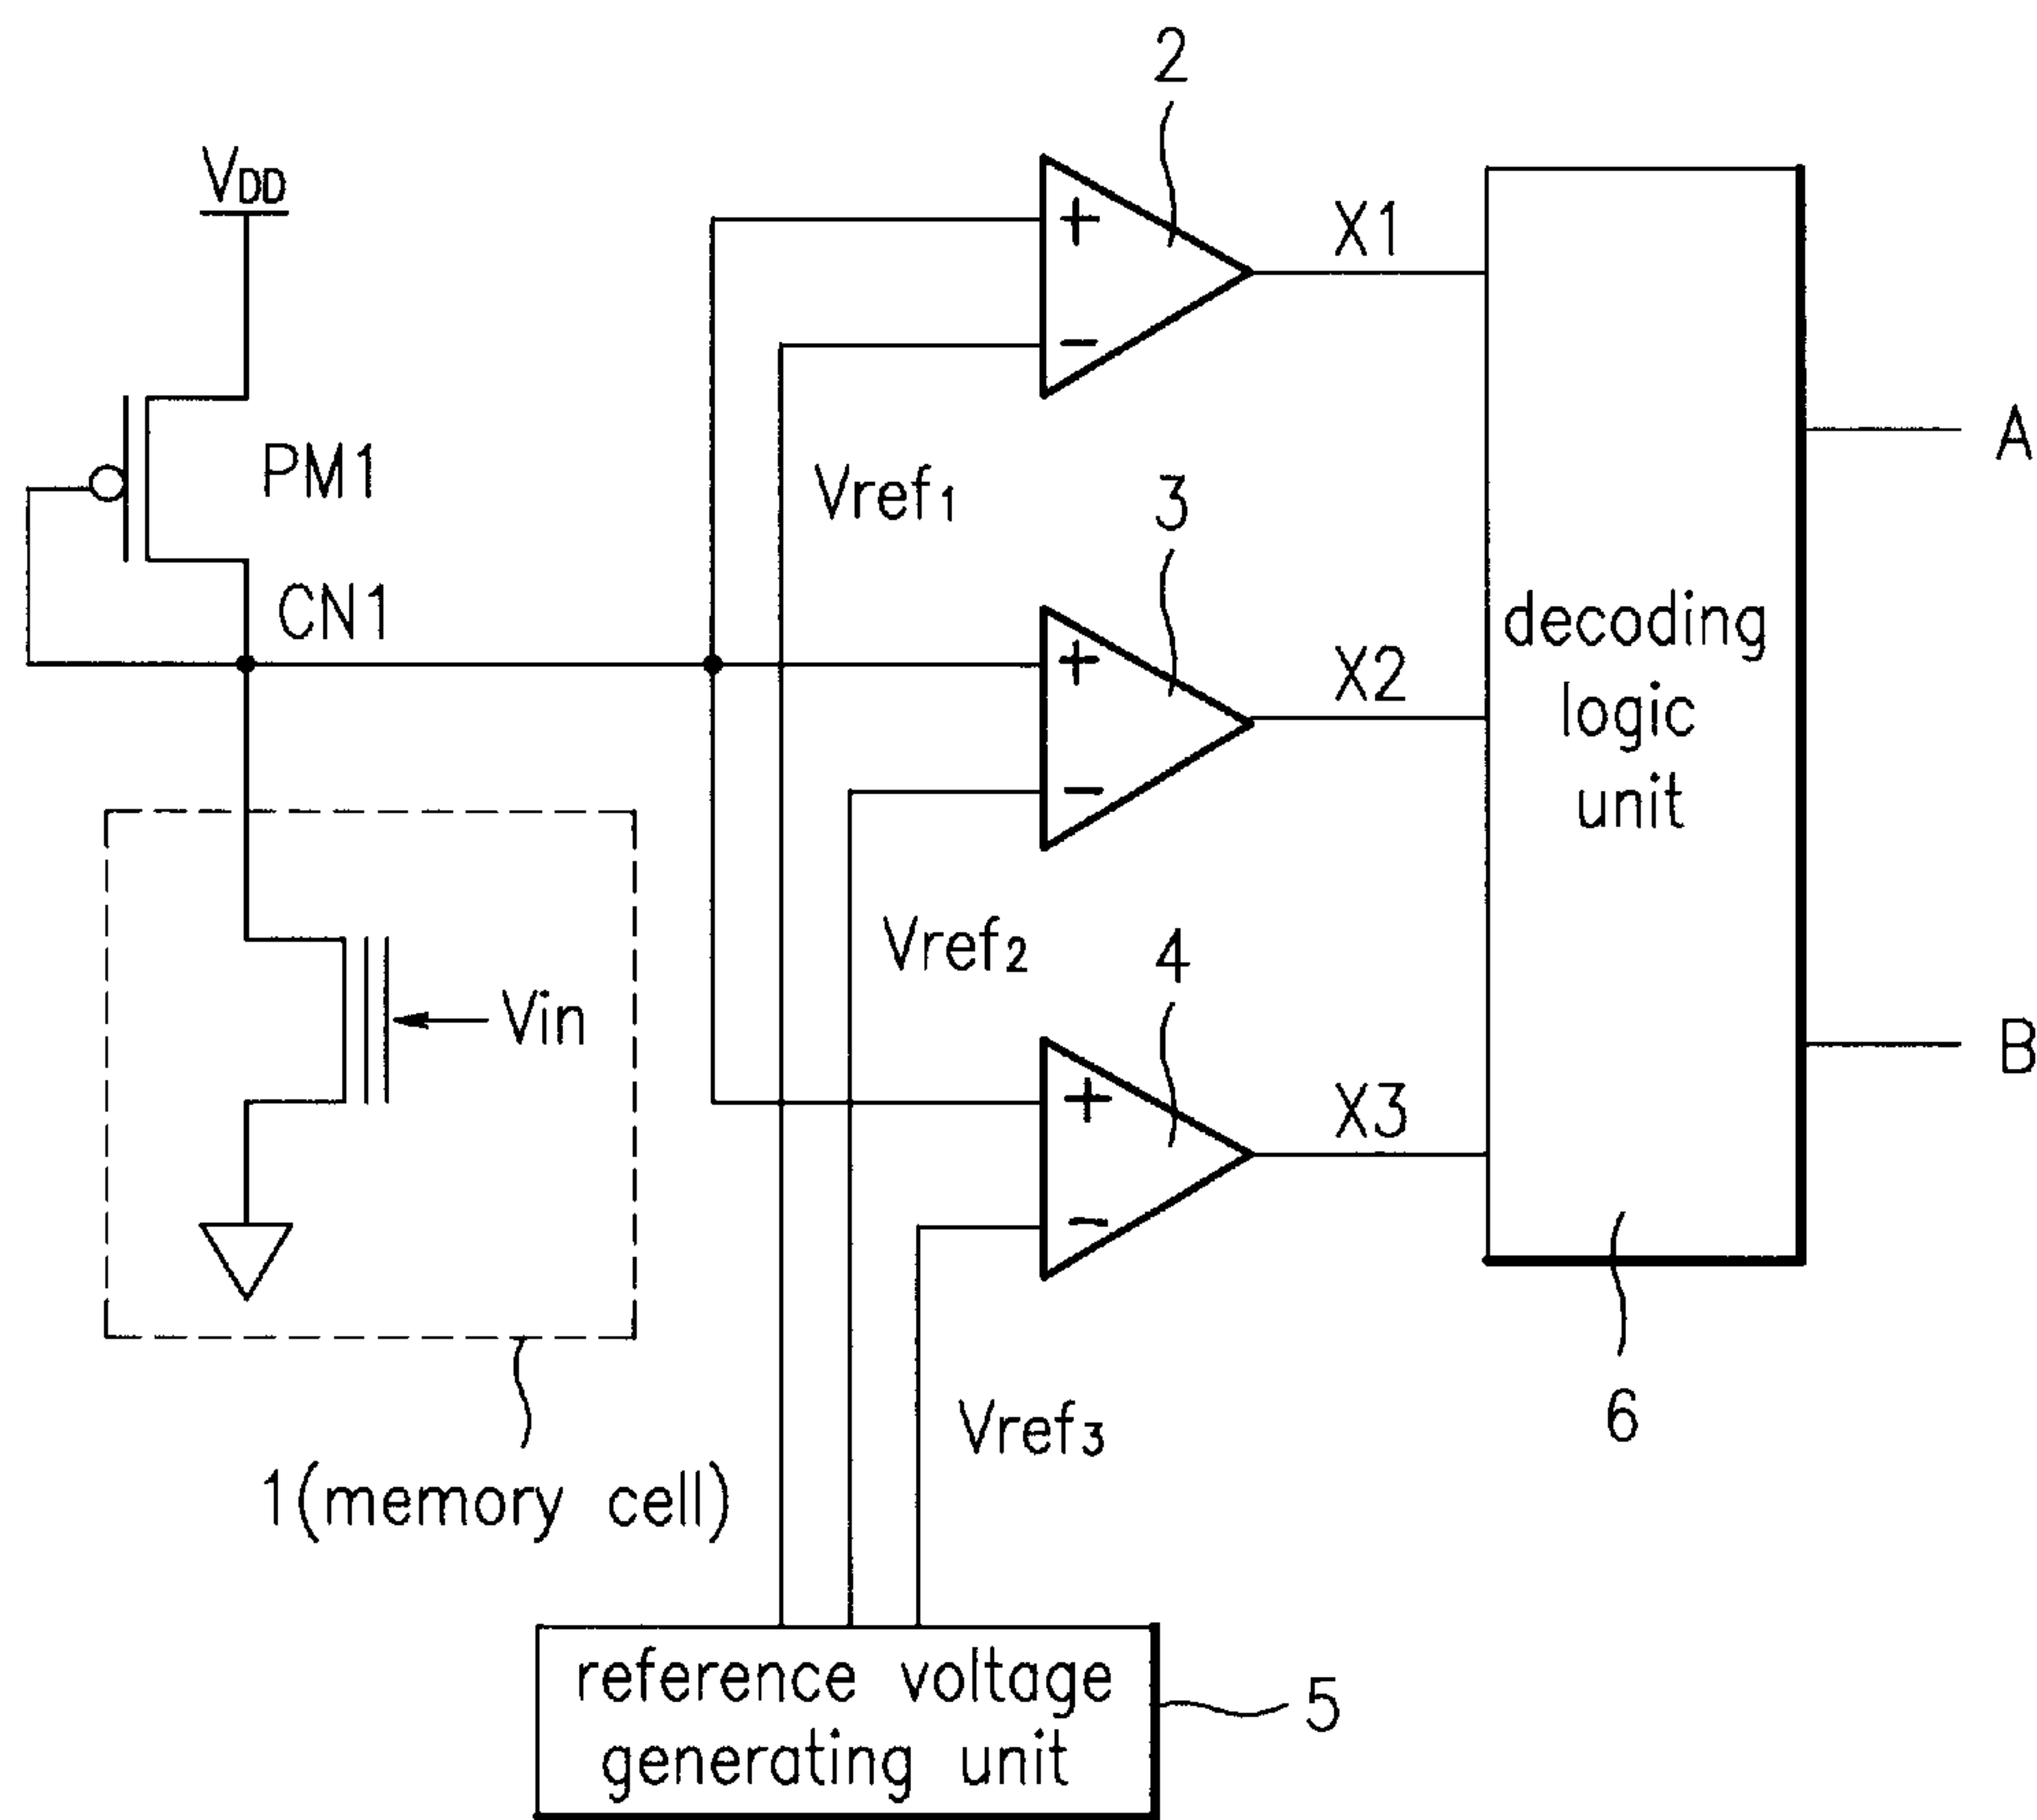 2
VDD
+
X1
−
A
PM1
Vref1
3
CN1
decoding
logic
unit
+
X2
−
Vref2
4
Vin
B
+
X3
−
6
Vref3
1(memory cell)
reference voltage
generating unit
5